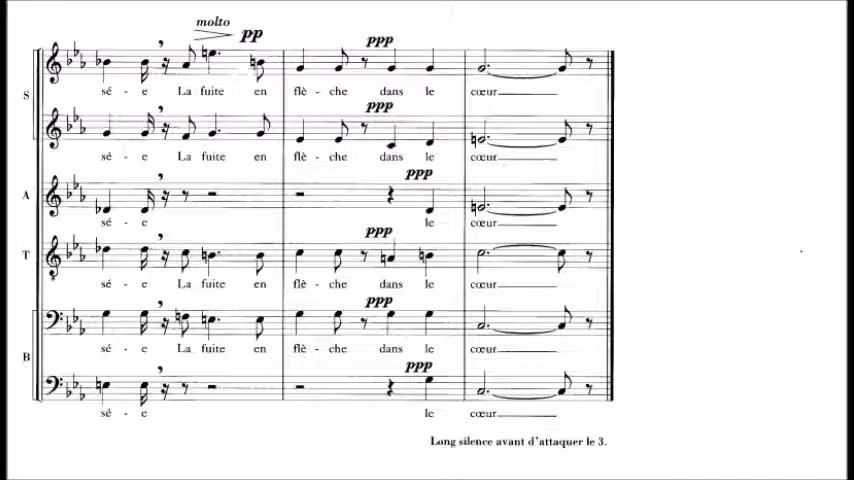 molto
pp
ppp
S
sé - e La fuite en flè - che dans le cœur
ppp
sé - e La fuite en flè - che dans le cœur
ppp
A
sé - e le cœur
ppp
T
sé - e La fuite en flè - che dans le cœur
ppp
B
sé - e La fuite en flè - che dans le cœur
ppp
sé - e le cœur
Long silence avant d'attaquer le 3.